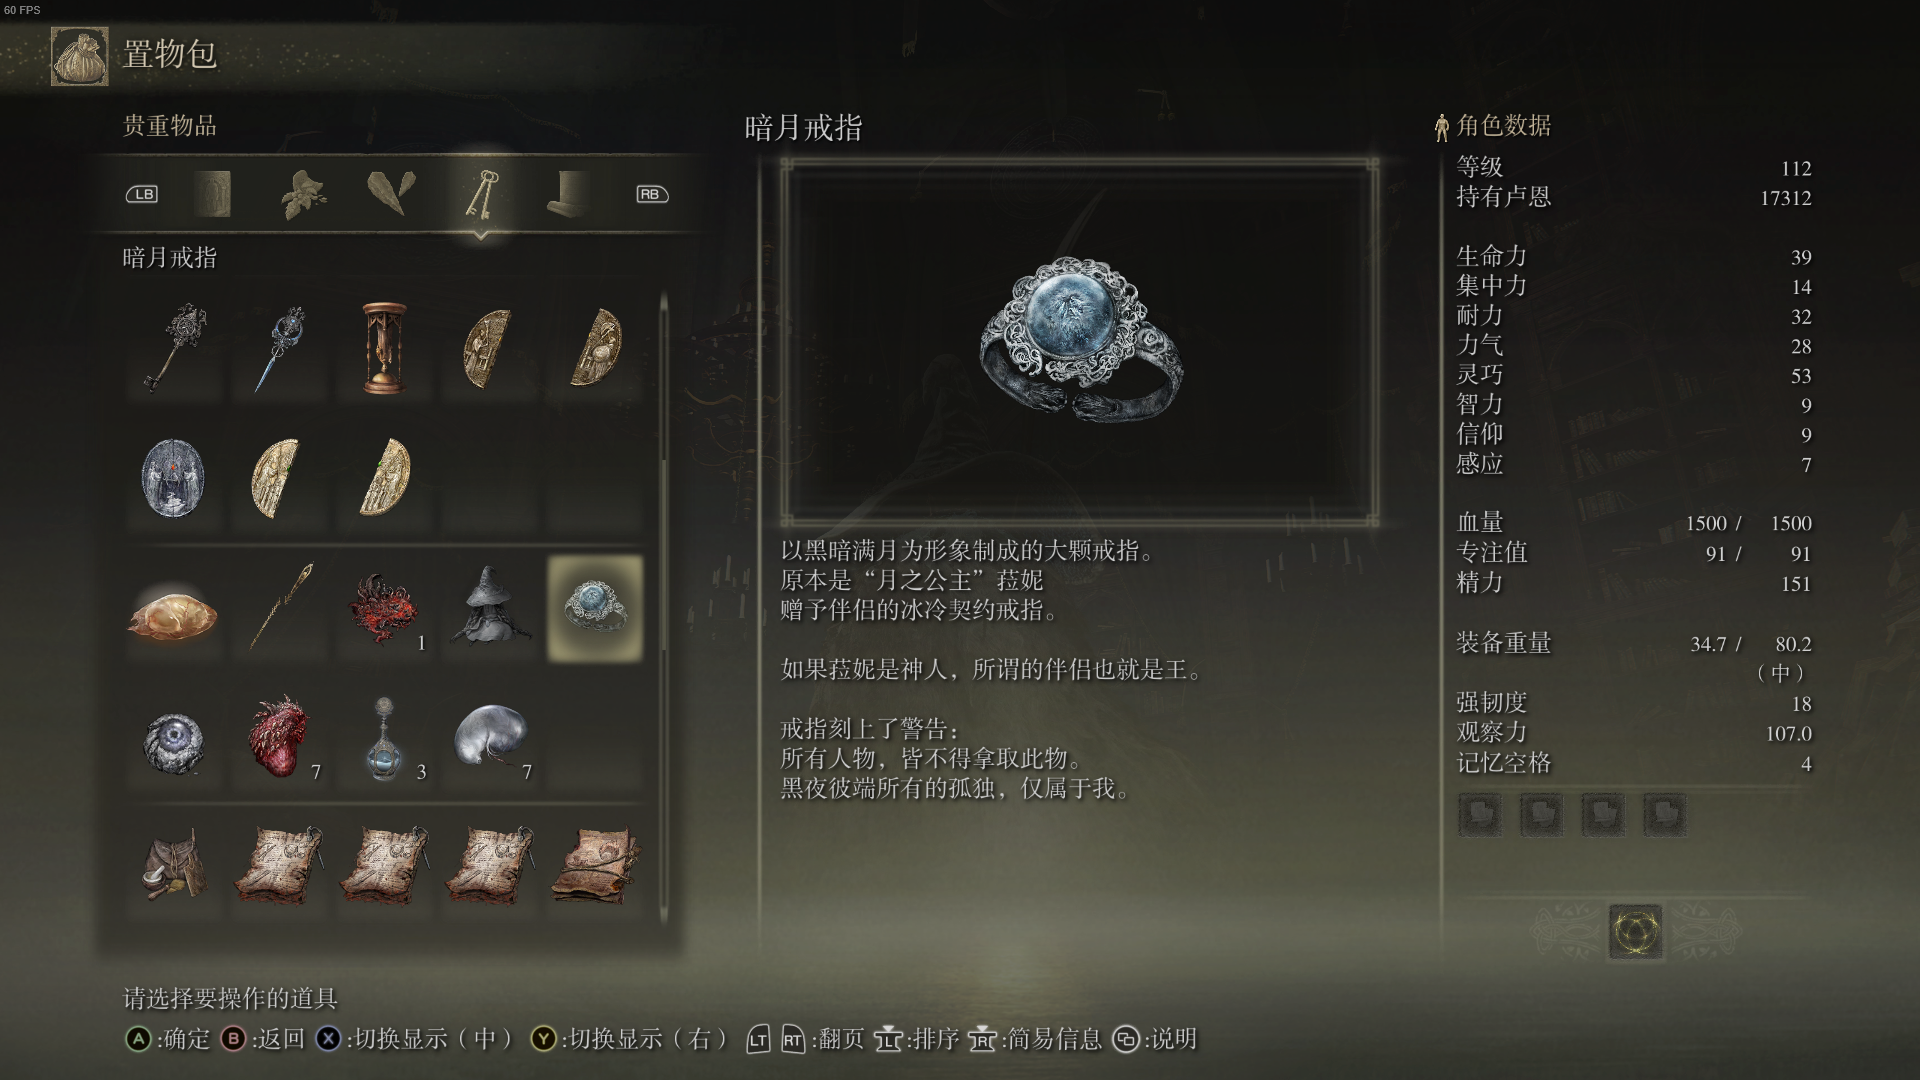 60 FPS
置物包
贵重物品
LB
RB
暗月戒指
1
7
3
7
暗月戒指
以黑暗满月为形象制成的大颗戒指。
原本是“月之公主”菈妮
赠予伴侣的冰冷契约戒指。
如果菈妮是神人，所谓的伴侣也就是王。
戒指刻上了警告：
所有人物，皆不得拿取此物。
黑夜彼端所有的孤独，仅属于我。
角色数据
等级 112
持有卢恩 17312
生命力 39
集中力 14
耐力 32
力气 28
灵巧 53
智力 9
信仰 9
感应 7
血量 1500 / 1500
专注值 91 / 91
精力 151
装备重量 34.7 / 80.2
（中）
强韧度 18
观察力 107.0
记忆空格 4
请选择要操作的道具
A:确定 B:返回 X:切换显示（中） Y:切换显示（右） LT RT:翻页 L:排序 R:简易信息 :说明